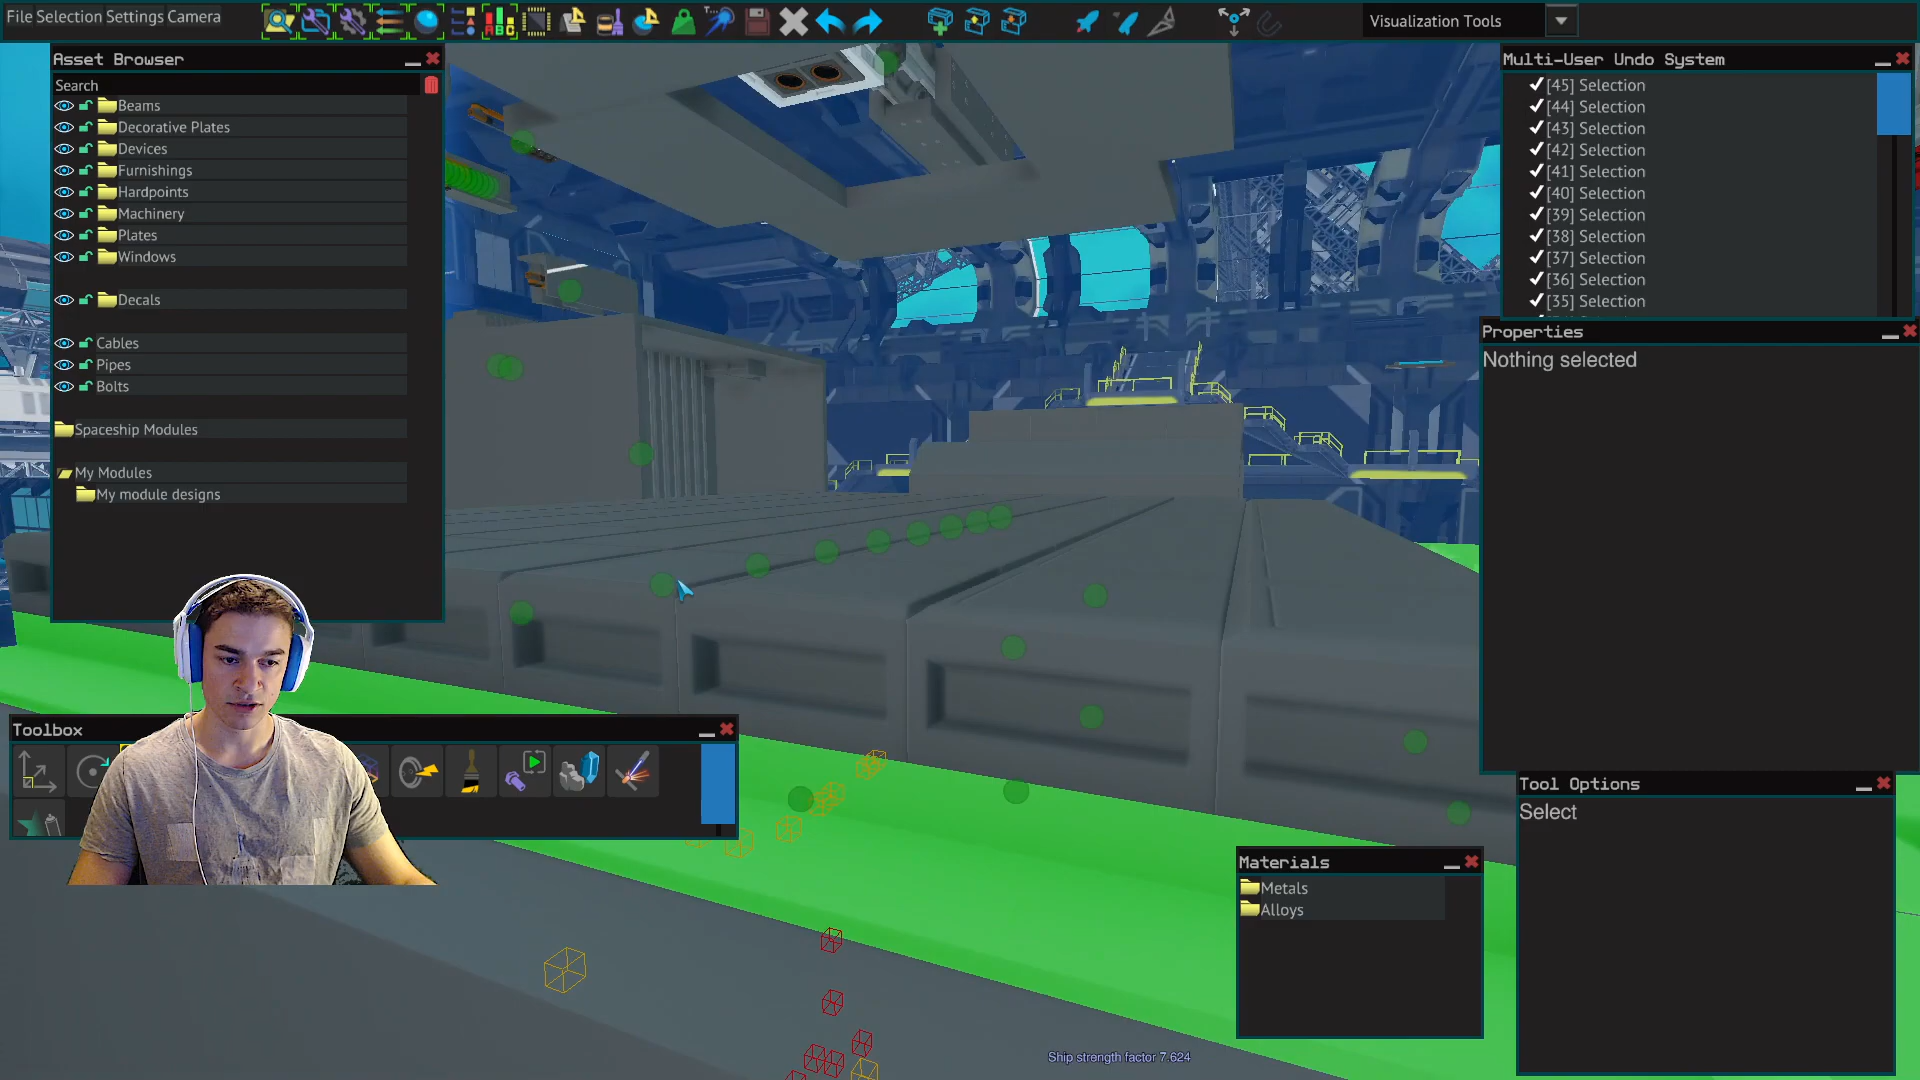 File Selection Settings Camera
ABC
Visualization Tools
Asset Browser
Search
Beams
Decorative Plates
Devices
Furnishings
Hardpoints
Machinery
Plates
Windows
Decals
Cables
Pipes
Bolts
Spaceship Modules
My Modules
My module designs
Multi-User Undo System
[45] Selection
[44] Selection
[43] Selection
[42] Selection
[41] Selection
[40] Selection
[39] Selection
[38] Selection
[37] Selection
[36] Selection
[35] Selection
Properties
Nothing selected
Toolbox
Tool Options
Select
Materials
Metals
Alloys
Ship strength factor 7.624